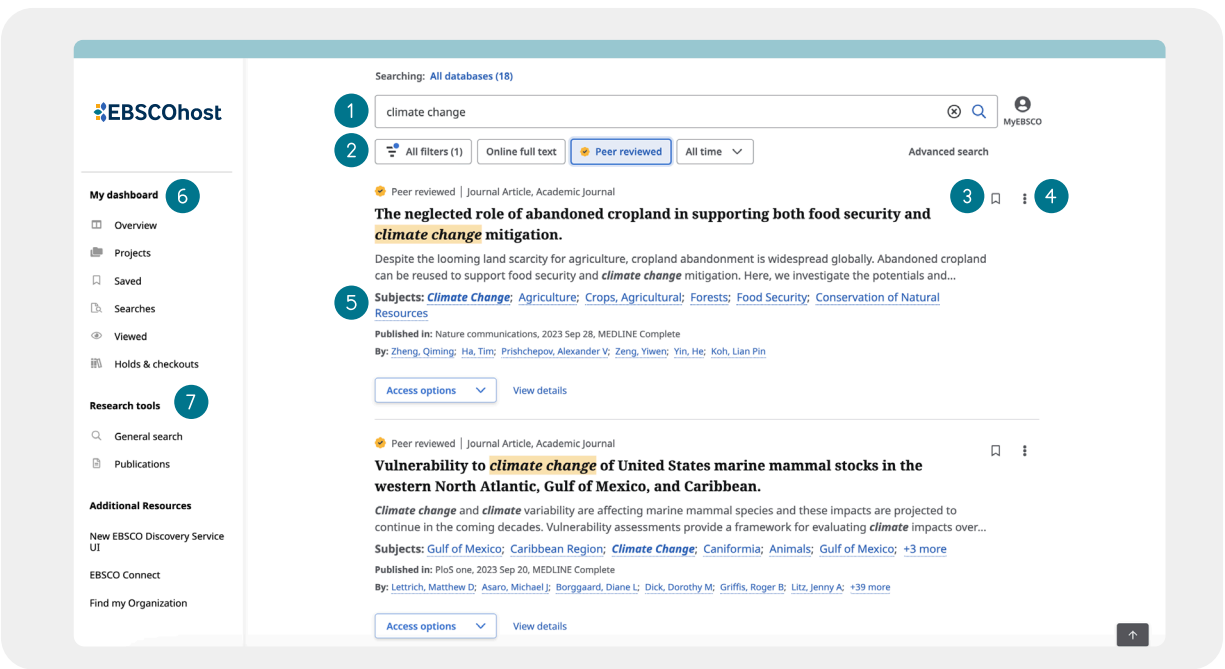 Searching: All databases (18)
EBSCOhost
1
climate change
MyEBSCO
2
All filters (1)
Online full text
Peer reviewed
All time
Advanced search
My dashboard
6
Overview
Projects
Saved
Searches
Viewed
Holds & checkouts
Research tools
7
General search
Publications
Additional Resources
New EBSCO Discovery Service
UI
EBSCO Connect
Find my Organization
Peer reviewed | Journal Article, Academic Journal
3
4
The neglected role of abandoned cropland in supporting both food security and
climate change mitigation.
Despite the looming land scarcity for agriculture, cropland abandonment is widespread globally. Abandoned cropland
can be reused to support food security and climate change mitigation. Here, we investigate the potentials and...
5
Subjects: Climate Change; Agriculture; Crops, Agricultural; Forests; Food Security; Conservation of Natural
Resources
Published in: Nature communications, 2023 Sep 28, MEDLINE Complete
By: Zheng, Qiming; Ha, Tim; Prishchepov, Alexander V; Zeng, Yiwen; Yin, He; Koh, Lian Pin
Access options
View details
Peer reviewed | Journal Article, Academic Journal
Vulnerability to climate change of United States marine mammal stocks in the
western North Atlantic, Gulf of Mexico, and Caribbean.
Climate change and climate variability are affecting marine mammal species and these impacts are projected to
continue in the coming decades. Vulnerability assessments provide a framework for evaluating climate impacts over...
Subjects: Gulf of Mexico; Caribbean Region; Climate Change; Caniformia; Animals; Gulf of Mexico; +3 more
Published in: PloS one, 2023 Sep 20, MEDLINE Complete
By: Lettrich, Matthew D; Asaro, Michael J; Borggaard, Diane L; Dick, Dorothy M; Griffis, Roger B; Litz, Jenny A; +39 more
Access options
View details